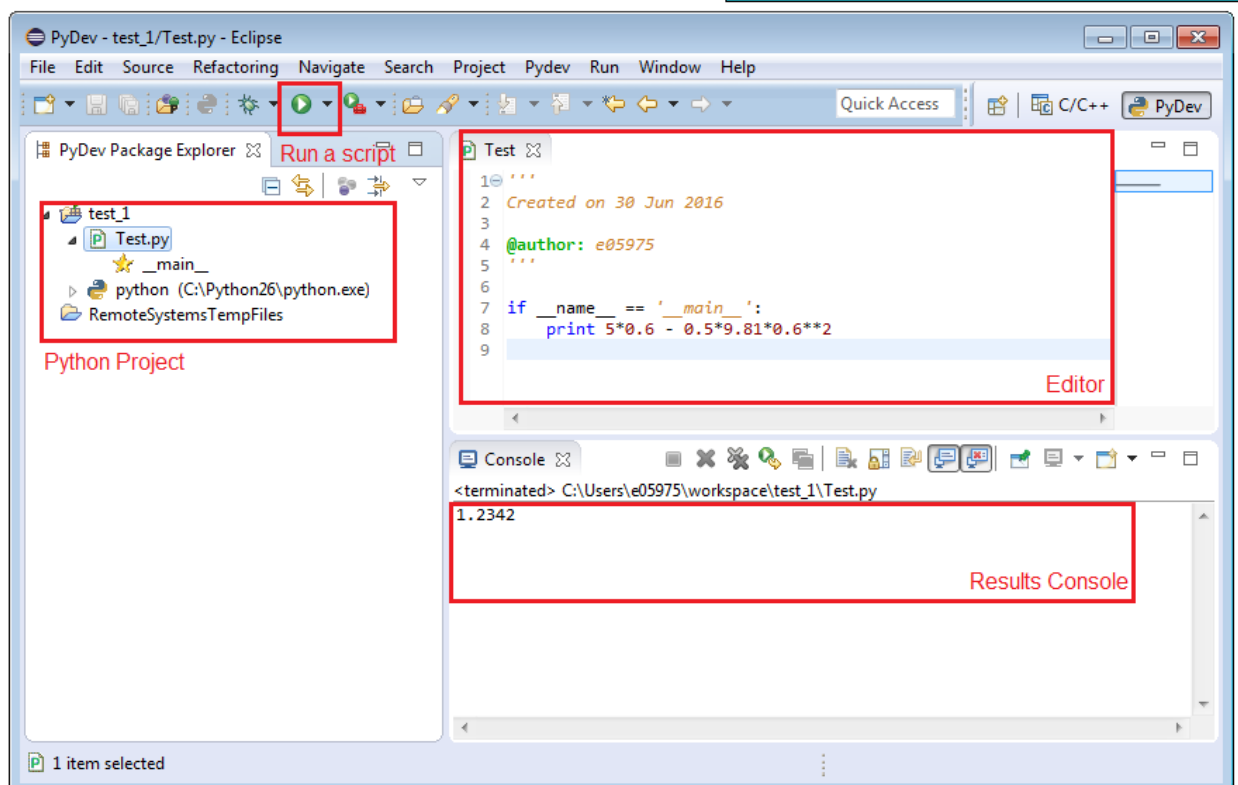 PyDev - test_1/Test.py - Eclipse
File Edit Source Refactoring Navigate Search Project Pydev Run Window Help
Quick Access C/C++ PyDev
PyDev Package Explorer
Run a script
test_1
Test.py
__main__
python (C:\Python26\python.exe)
RemoteSystemsTempFiles
Python Project
Test
1 '''
2 Created on 30 Jun 2016
3
4 @author: e05975
5 '''
6
7 if __name__ == '__main__':
8 print 5*0.6 - 0.5*9.81*0.6**2
9
Editor
Console
<terminated> C:\Users\e05975\workspace\test_1\Test.py
1.2342
Results Console
1 item selected